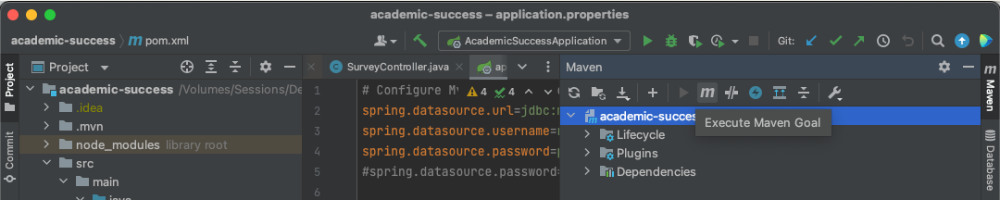 academic-success – application.properties
academic-success
pom.xml
AcademicSuccessApplication
Git:
Project
Commit
Project
academic-success /Volumes/Sessions/De
.idea
.mvn
node_modules library root
src
main
java
SurveyController.java
ap
4 4
1 # Configure My
2 spring.datasource.url=jdbc:
3 spring.datasource.username=
4 spring.datasource.password=
5 #spring.datasource.password=
6
Maven
m
academic-succes
Execute Maven Goal
Lifecycle
Plugins
Dependencies
Maven
Database